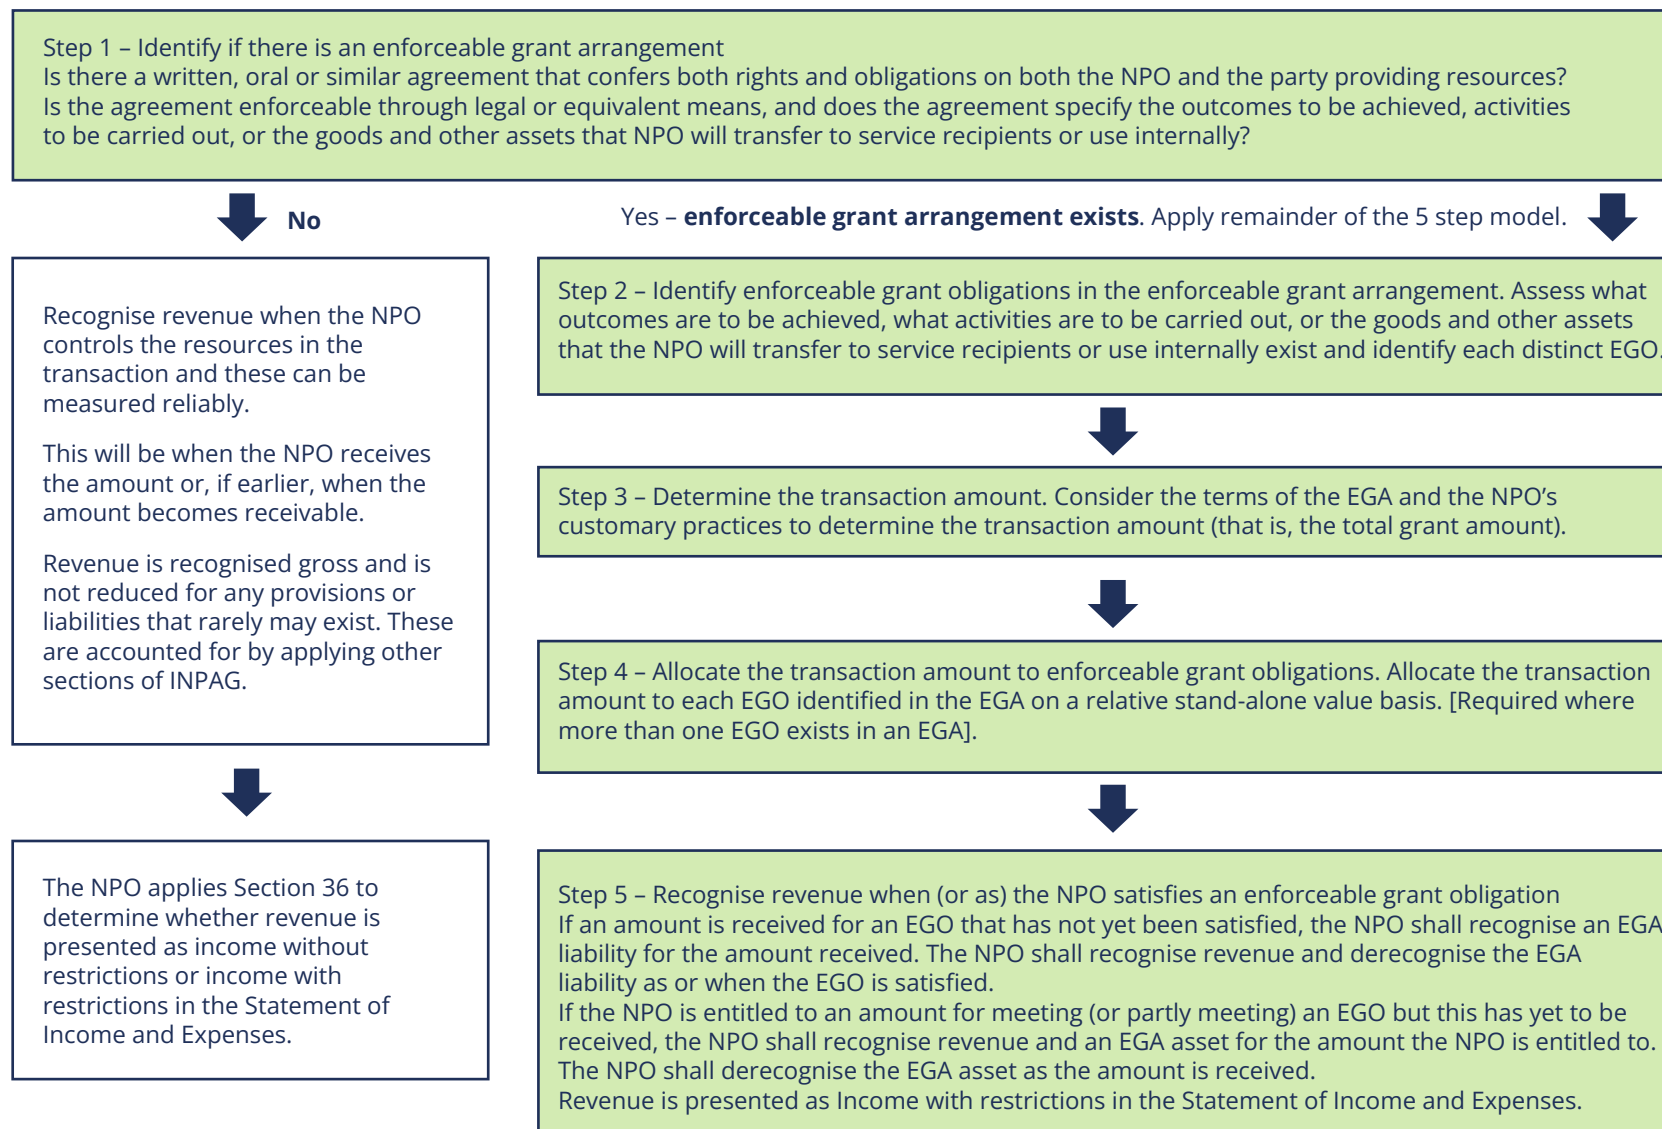 Step 1 – Identify if there is an enforceable grant arrangement
Is there a written, oral or similar agreement that confers both rights and obligations on both the NPO and the party providing resources?
Is the agreement enforceable through legal or equivalent means, and does the agreement specify the outcomes to be achieved, activities
to be carried out, or the goods and other assets that NPO will transfer to service recipients or use internally?
No
Yes – enforceable grant arrangement exists. Apply remainder of the 5 step model.
Recognise revenue when the NPO
controls the resources in the
transaction and these can be
measured reliably.
This will be when the NPO receives
the amount or, if earlier, when the
amount becomes receivable.
Revenue is recognised gross and is
not reduced for any provisions or
liabilities that rarely may exist. These
are accounted for by applying other
sections of INPAG.
The NPO applies Section 36 to
determine whether revenue is
presented as income without
restrictions or income with
restrictions in the Statement of
Income and Expenses.
Step 2 – Identify enforceable grant obligations in the enforceable grant arrangement. Assess what
outcomes are to be achieved, what activities are to be carried out, or the goods and other assets
that the NPO will transfer to service recipients or use internally exist and identify each distinct EGO.
Step 3 – Determine the transaction amount. Consider the terms of the EGA and the NPO's
customary practices to determine the transaction amount (that is, the total grant amount).
Step 4 – Allocate the transaction amount to enforceable grant obligations. Allocate the transaction
amount to each EGO identified in the EGA on a relative stand-alone value basis. [Required where
more than one EGO exists in an EGA].
Step 5 – Recognise revenue when (or as) the NPO satisfies an enforceable grant obligation
If an amount is received for an EGO that has not yet been satisfied, the NPO shall recognise an EGA
liability for the amount received. The NPO shall recognise revenue and derecognise the EGA
liability as or when the EGO is satisfied.
If the NPO is entitled to an amount for meeting (or partly meeting) an EGO but this has yet to be
received, the NPO shall recognise revenue and an EGA asset for the amount the NPO is entitled to.
The NPO shall derecognise the EGA asset as the amount is received.
Revenue is presented as Income with restrictions in the Statement of Income and Expenses.